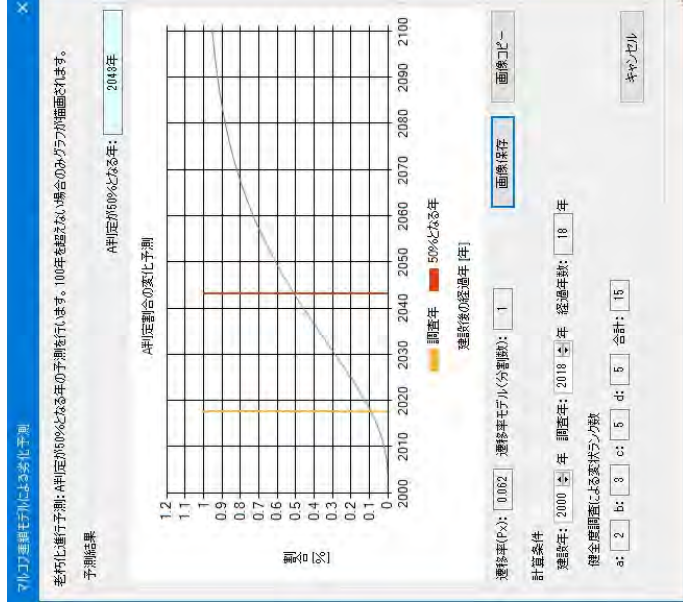 マルコフ連鎖モデルによる劣化予測
×
老朽化進行予測: A判定が50%となる年の予測を行います。100年を超えない場合のみグラフが描画されます。
予測結果
A判定が50%となる年: 2043年
A判定割合の変化予測
割合 [%]
1.2
1.1
1
0.9
0.8
0.7
0.6
0.5
0.4
0.3
0.2
0.1
0
2000 2010 2020 2030 2040 2050 2060 2070 2080 2090 2100
調査年 50%となる年
建設後の経過年 [年]
遷移率(Px): 0.062 遷移率モデル(分割数): 1 画像保存 画像コピー
計算条件
建設年: 2000 年 調査年: 2018 年 経過年数: 18 年
健全度調査による変状ランク数
a: 2 b: 3 c: 5 d: 5 合計: 15
キャンセル